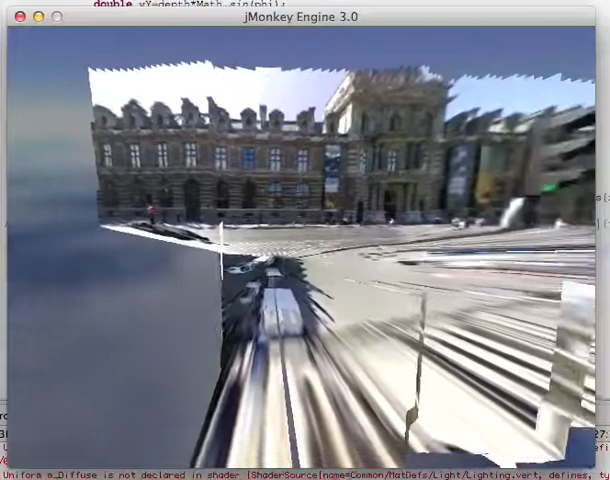 double vY=depth*Math.sin(phi);
jMonkey Engine 3.0
27:
Uniform m_Diffuse is not declared in shader [ShaderSource[name=Common/MatDefs/Light/Lighting.vert, defines, ty